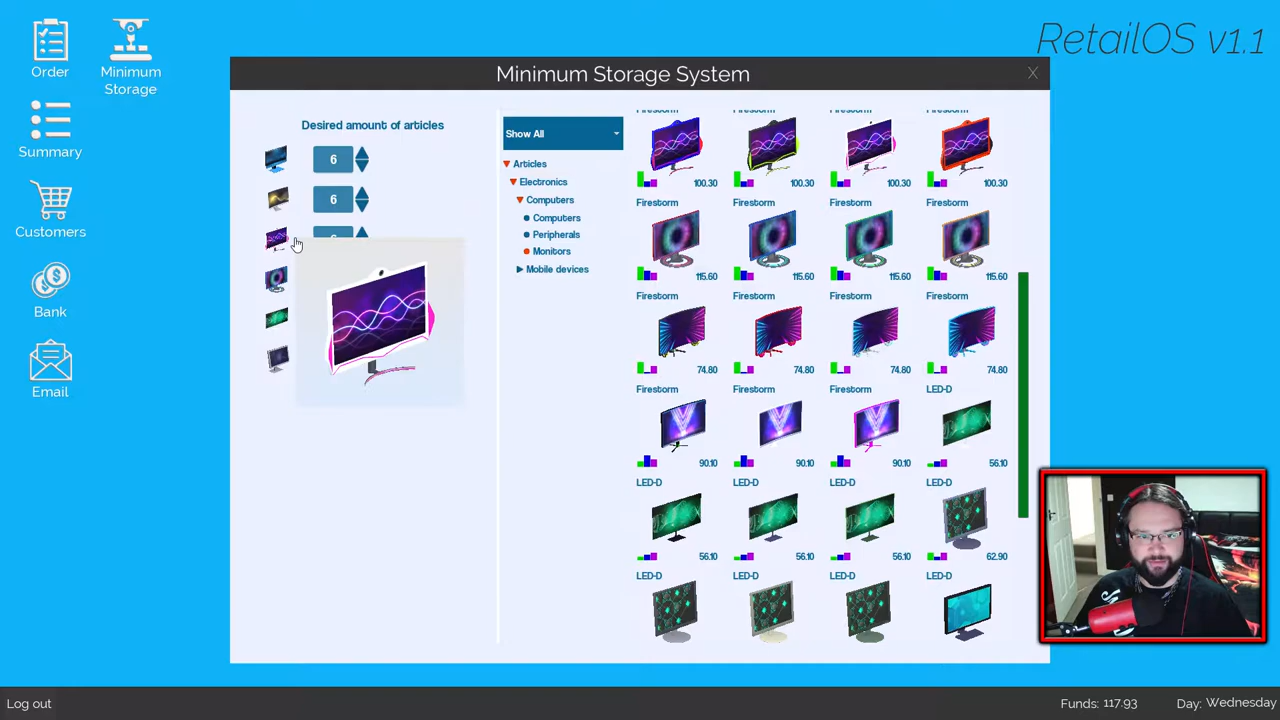 RetailOS v1.1
Order
Minimum
Storage
Summary
Customers
Bank
Email
Minimum Storage System
X
Desired amount of articles
6
6
Show All
Articles
Electronics
Computers
Computers
Peripherals
Monitors
Mobile devices
Firestorm Firestorm Firestorm Firestorm
100.30 100.30 100.30 100.30
Firestorm Firestorm Firestorm Firestorm
115.60 115.60 115.60 115.60
Firestorm Firestorm Firestorm Firestorm
74.80 74.80 74.80 74.80
Firestorm Firestorm Firestorm LED-D
90.10 90.10 90.10 56.10
LED-D LED-D LED-D LED-D
56.10 56.10 56.10 62.90
LED-D LED-D LED-D LED-D
Log out
Funds: 117.93
Day: Wednesday